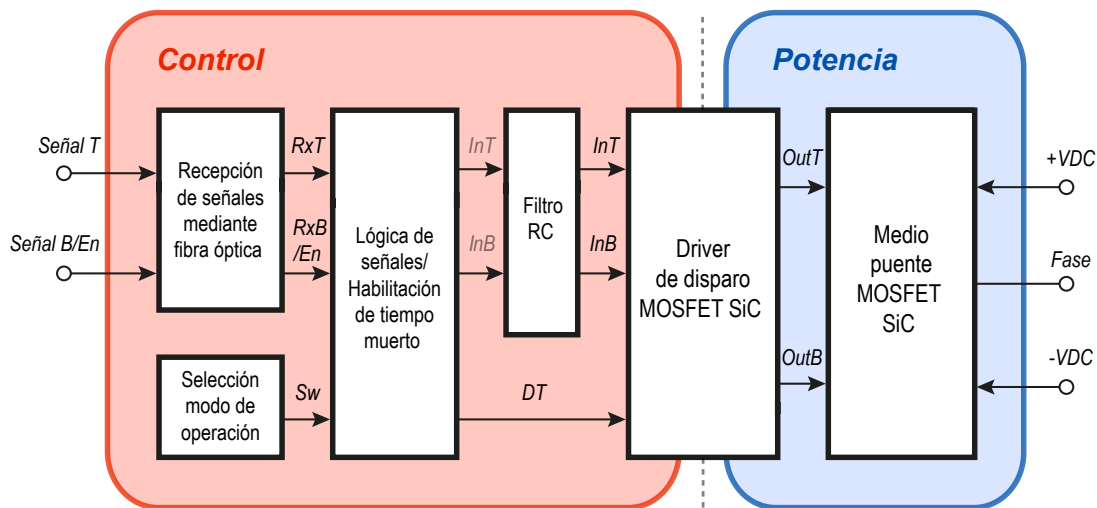 Control
Potencia
Señal T
Señal B/En
Recepción
de señales
mediante
fibra óptica
RxT
RxB
/En
Selección
modo de
operación
Sw
Lógica de
señales/
Habilitación
de tiempo
muerto
InT
InB
DT
Filtro
RC
InT
InB
Driver
de disparo
MOSFET SiC
OutT
OutB
Medio
puente
MOSFET
SiC
+VDC
Fase
-VDC